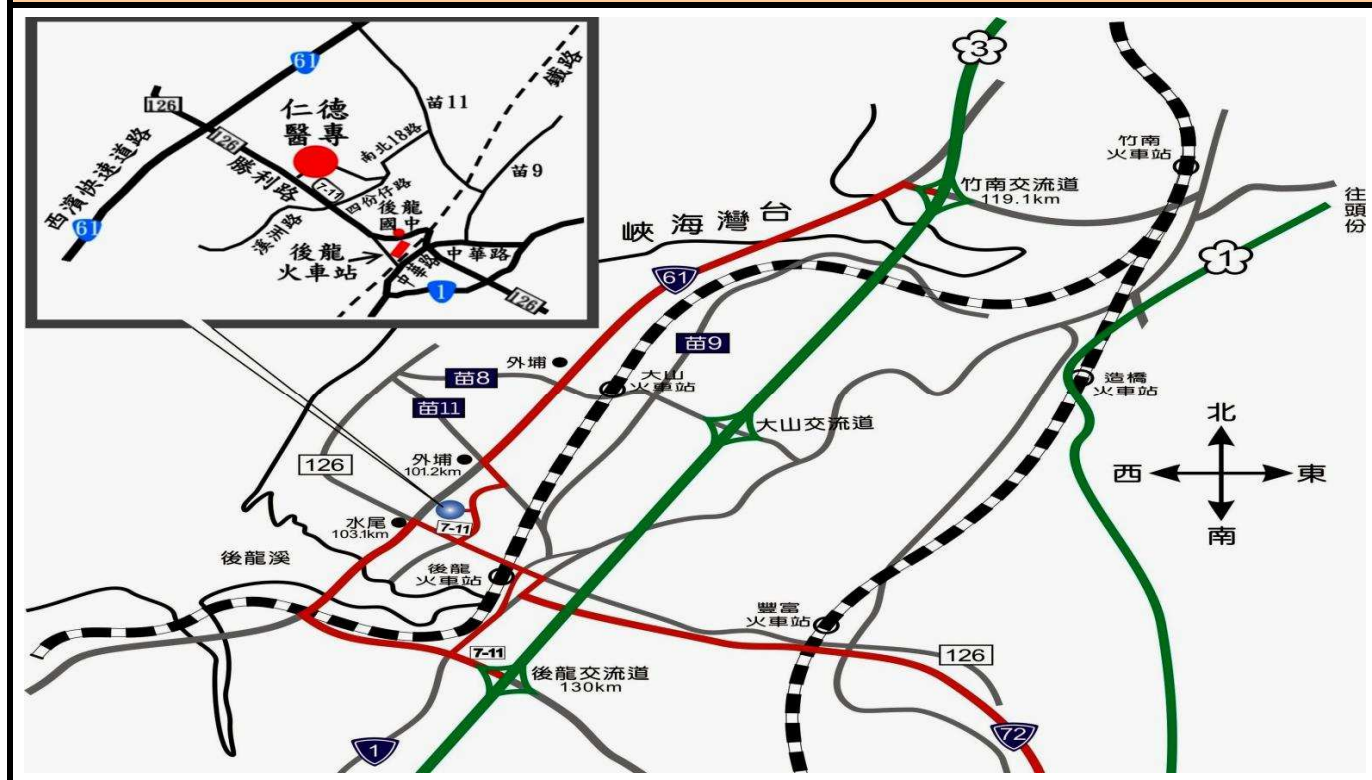 61
126
126
仁德
醫專
苗11
鐵路
南北18路
苗9
西濱快速道路
勝利路
7-11
四份仔路
後龍
國中
溪洲路
61
後龍
火車站
中華路
中華路
1
126
3
竹南
火車站
竹南交流道
119.1km
往頭份
台灣海峽
1
61
苗9
外埔
苗8
大山
火車站
造橋
火車站
苗11
大山交流道
北
西
東
南
外埔
101.2km
126
水尾
103.1km
7-11
後龍溪
後龍
火車站
豐富
火車站
7-11
後龍交流道
130km
126
1
72